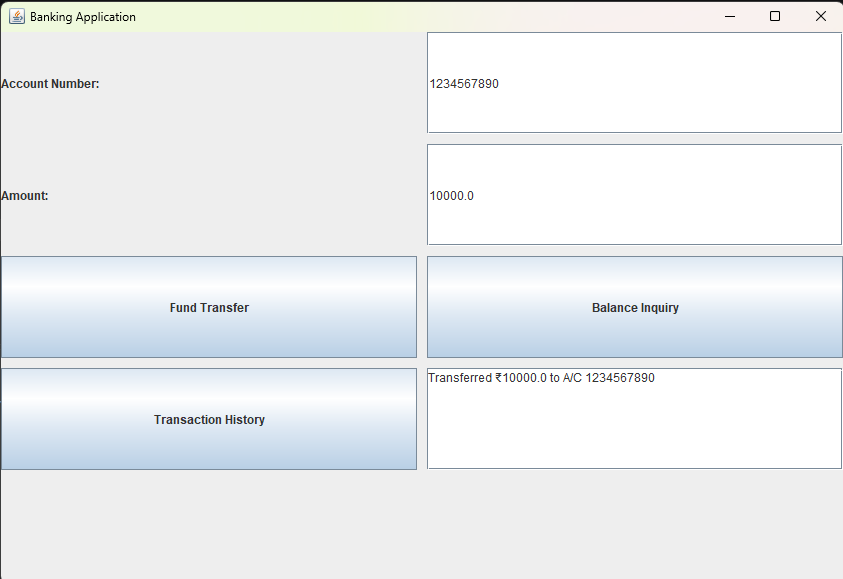 Banking Application
Account Number:
1234567890
Amount:
10000.0
Fund Transfer
Balance Inquiry
Transaction History
Transferred ₹10000.0 to A/C 1234567890